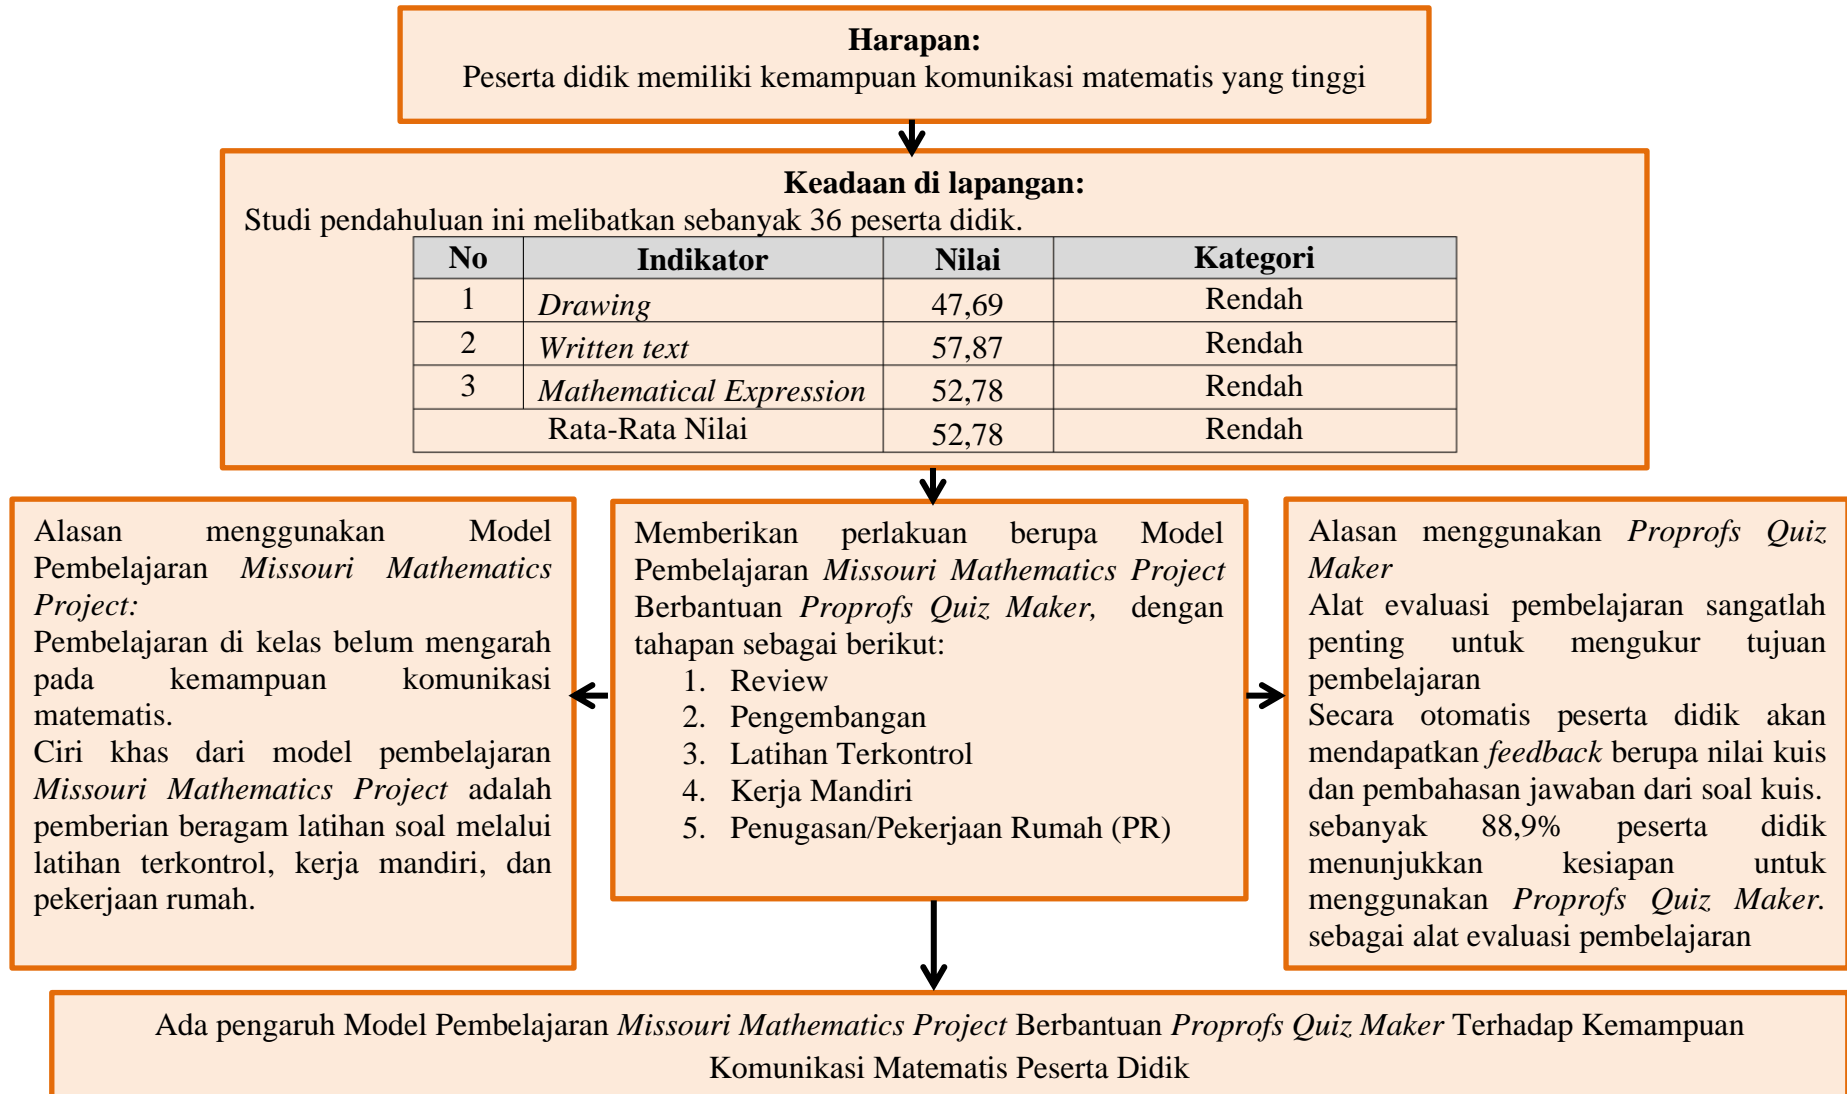 Harapan:
Peserta didik memiliki kemampuan komunikasi matematis yang tinggi
Keadaan di lapangan:
Studi pendahuluan ini melibatkan sebanyak 36 peserta didik.
No Indikator Nilai Kategori
1 Drawing 47,69 Rendah
2 Written text 57,87 Rendah
3 Mathematical Expression 52,78 Rendah
Rata-Rata Nilai 52,78 Rendah
Alasan menggunakan Model
Pembelajaran Missouri Mathematics
Project:
Pembelajaran di kelas belum mengarah
pada kemampuan komunikasi
matematis.
Ciri khas dari model pembelajaran
Missouri Mathematics Project adalah
pemberian beragam latihan soal melalui
latihan terkontrol, kerja mandiri, dan
pekerjaan rumah.
Memberikan perlakuan berupa Model
Pembelajaran Missouri Mathematics Project
Berbantuan Proprofs Quiz Maker, dengan
tahapan sebagai berikut:
1. Review
2. Pengembangan
3. Latihan Terkontrol
4. Kerja Mandiri
5. Penugasan/Pekerjaan Rumah (PR)
Alasan menggunakan Proprofs Quiz
Maker
Alat evaluasi pembelajaran sangatlah
penting untuk mengukur tujuan
pembelajaran
Secara otomatis peserta didik akan
mendapatkan feedback berupa nilai kuis
dan pembahasan jawaban dari soal kuis.
sebanyak 88,9% peserta didik
menunjukkan kesiapan untuk
menggunakan Proprofs Quiz Maker.
sebagai alat evaluasi pembelajaran
Ada pengaruh Model Pembelajaran Missouri Mathematics Project Berbantuan Proprofs Quiz Maker Terhadap Kemampuan
Komunikasi Matematis Peserta Didik